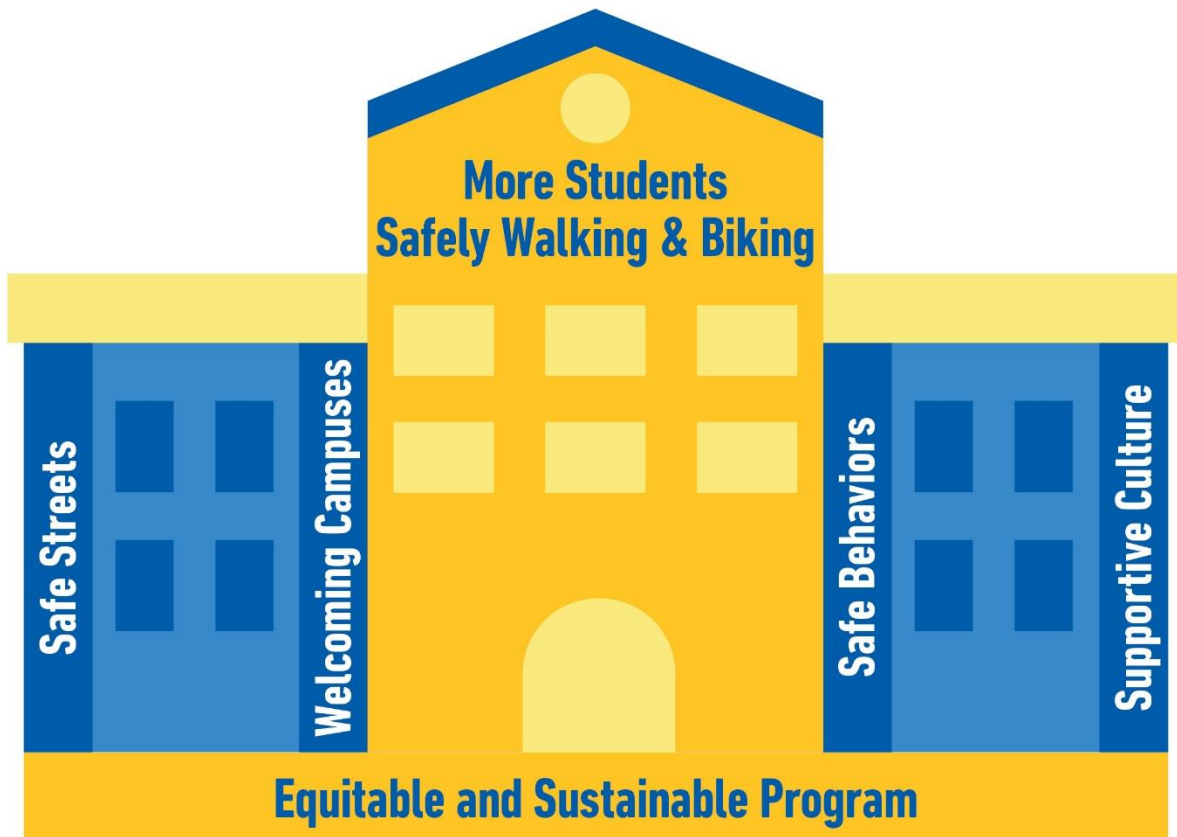 More Students
Safely Walking & Biking
Safe Streets
Welcoming Campuses
Safe Behaviors
Supportive Culture
Equitable and Sustainable Program